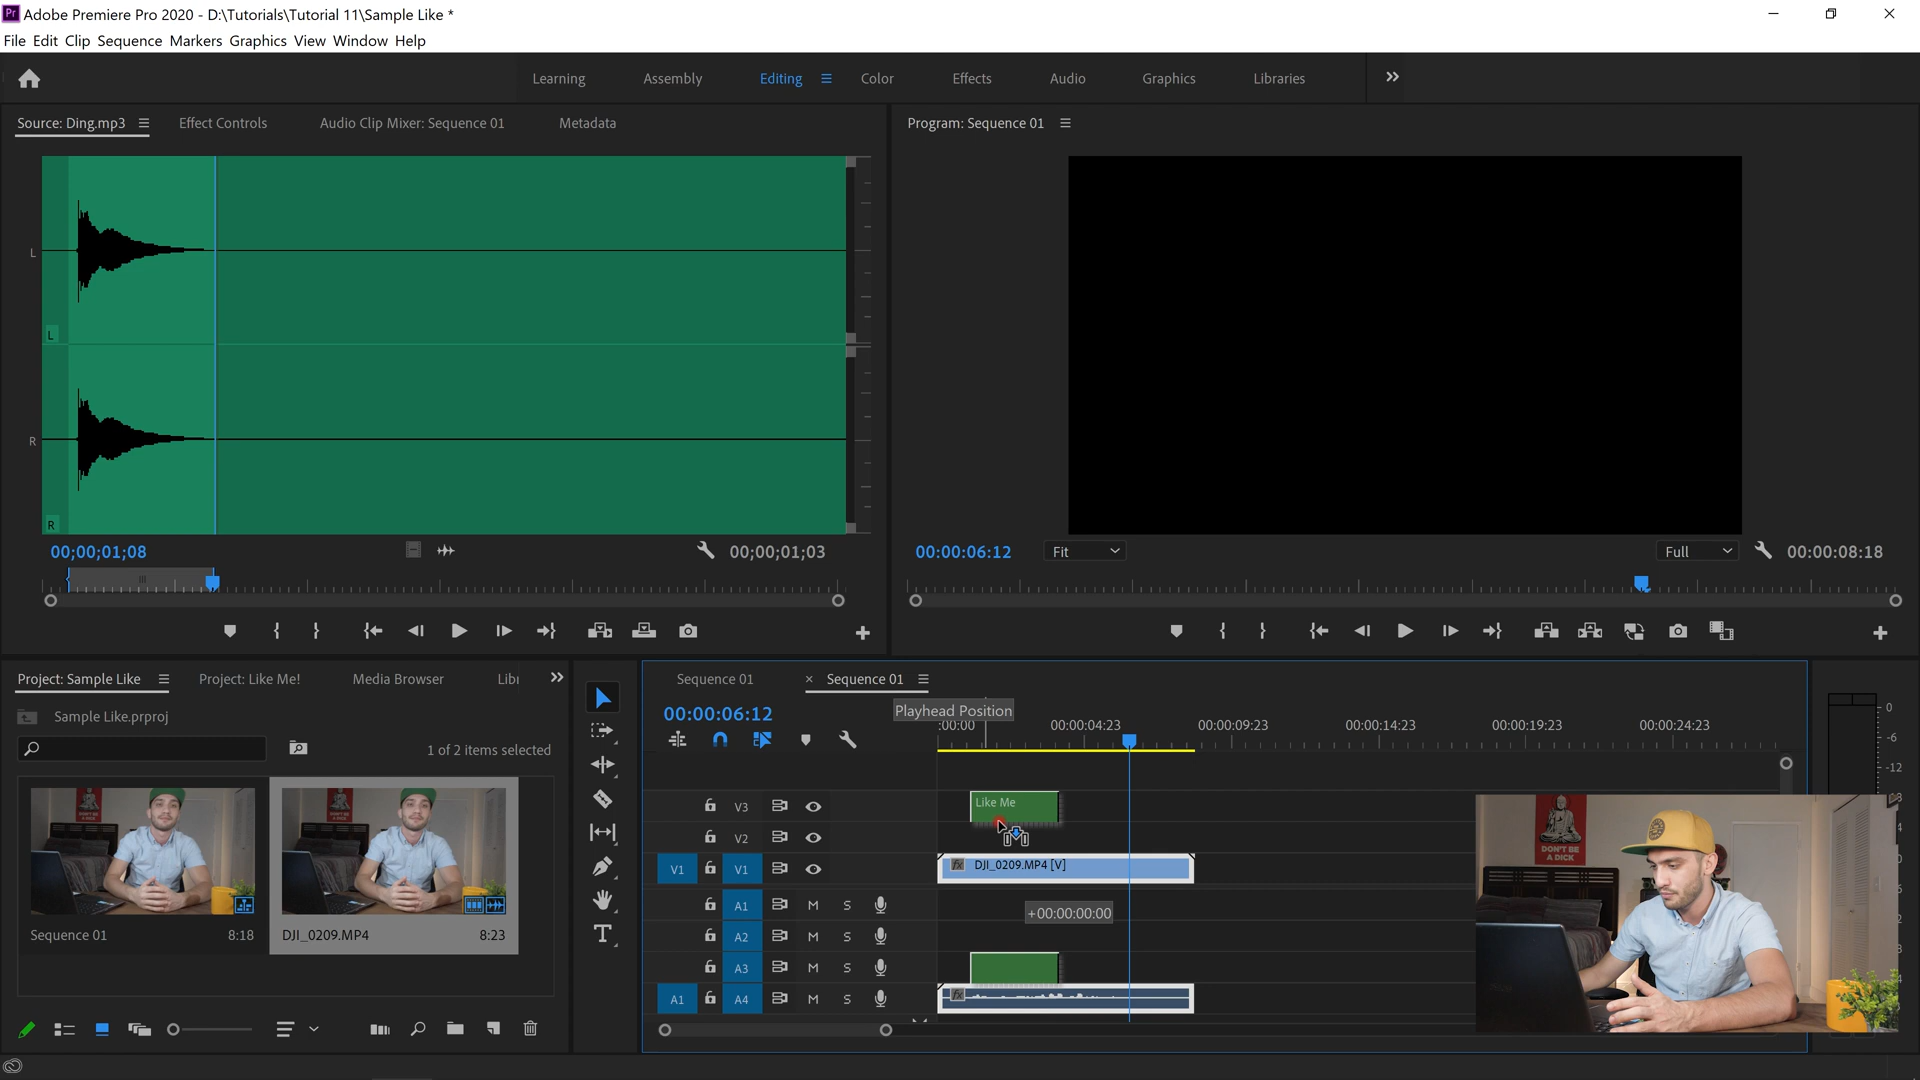 Pr Adobe Premiere Pro 2020 - D:\Tutorials\Tutorial 11\Sample Like *
File Edit Clip Sequence Markers Graphics View Window Help
Learning Assembly Editing Color Effects Audio Graphics Libraries
Source: Ding.mp3 Effect Controls Audio Clip Mixer: Sequence 01 Metadata
Program: Sequence 01
L
L
R
R
00;00;01;08 00;00;01;03
00:00:06:12 Fit Full 00:00:08:18
Project: Sample Like Project: Like Me! Media Browser Libr
Sample Like.prproj
1 of 2 items selected
Sequence 01 8:18
DJI_0209.MP4 8:23
Sequence 01 × Sequence 01
00:00:06:12
Playhead Position
:00:00 00:00:04:23 00:00:09:23 00:00:14:23 00:00:19:23 00:00:24:23
V3 Like Me
V2
V1 V1 fx DJI_0209.MP4 [V]
A1 M S
+00:00:00:00
A2 M S
A3 M S
A1 A4 M S fx
0
-6
-12
DON'T BE
A DICK